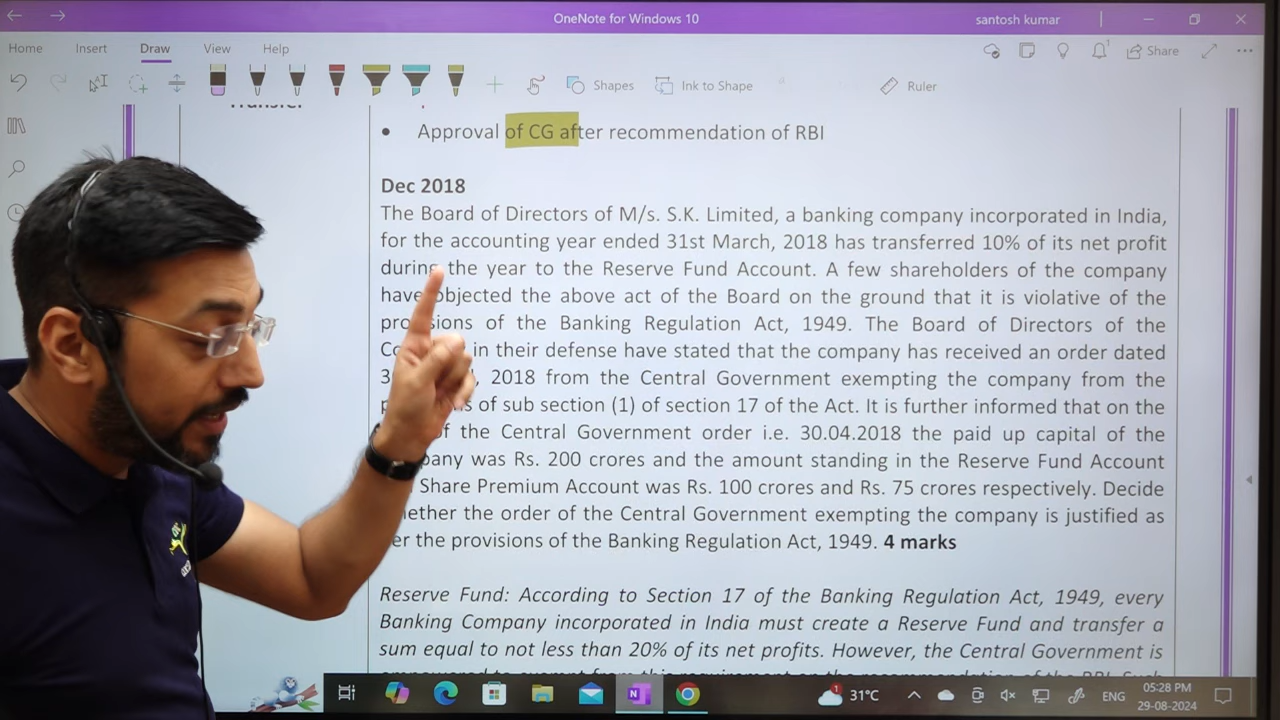 OneNote for Windows 10
santosh kumar
Home Insert Draw View Help
Share
Shapes
Ink to Shape
Ruler
Transfer
• Approval of CG after recommendation of RBI
Dec 2018
The Board of Directors of M/s. S.K. Limited, a banking company incorporated in India,
for the accounting year ended 31st March, 2018 has transferred 10% of its net profit
during the year to the Reserve Fund Account. A few shareholders of the company
have objected the above act of the Board on the ground that it is violative of the
provisions of the Banking Regulation Act, 1949. The Board of Directors of the
in their defense have stated that the company has received an order dated
, 2018 from the Central Government exempting the company from the
of sub section (1) of section 17 of the Act. It is further informed that on the
of the Central Government order i.e. 30.04.2018 the paid up capital of the
was Rs. 200 crores and the amount standing in the Reserve Fund Account
Share Premium Account was Rs. 100 crores and Rs. 75 crores respectively. Decide
the order of the Central Government exempting the company is justified as
the provisions of the Banking Regulation Act, 1949. 4 marks
Reserve Fund: According to Section 17 of the Banking Regulation Act, 1949, every
Banking Company incorporated in India must create a Reserve Fund and transfer a
sum equal to not less than 20% of its net profits. However, the Central Government is
1
31°C
ENG
05:28 PM
29-08-2024